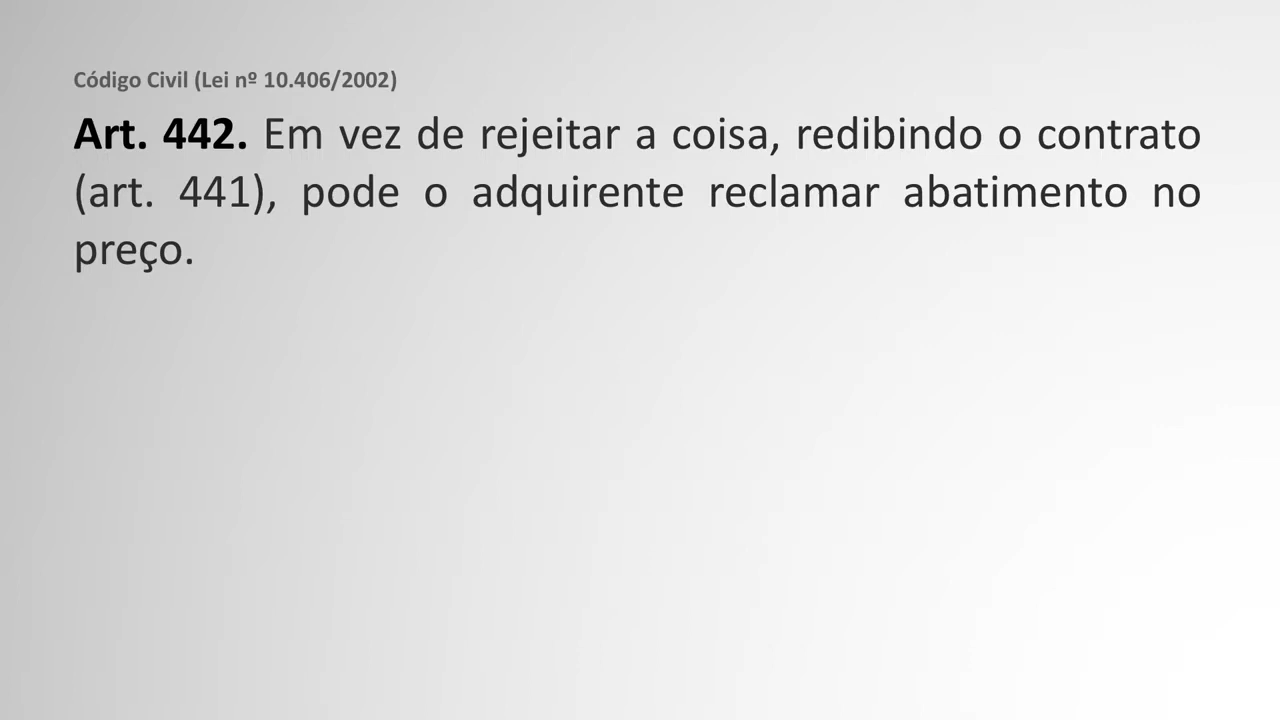 Código Civil (Lei nº 10.406/2002)
Art. 442. Em vez de rejeitar a coisa, redibindo o contrato
(art. 441), pode o adquirente reclamar abatimento no
preço.